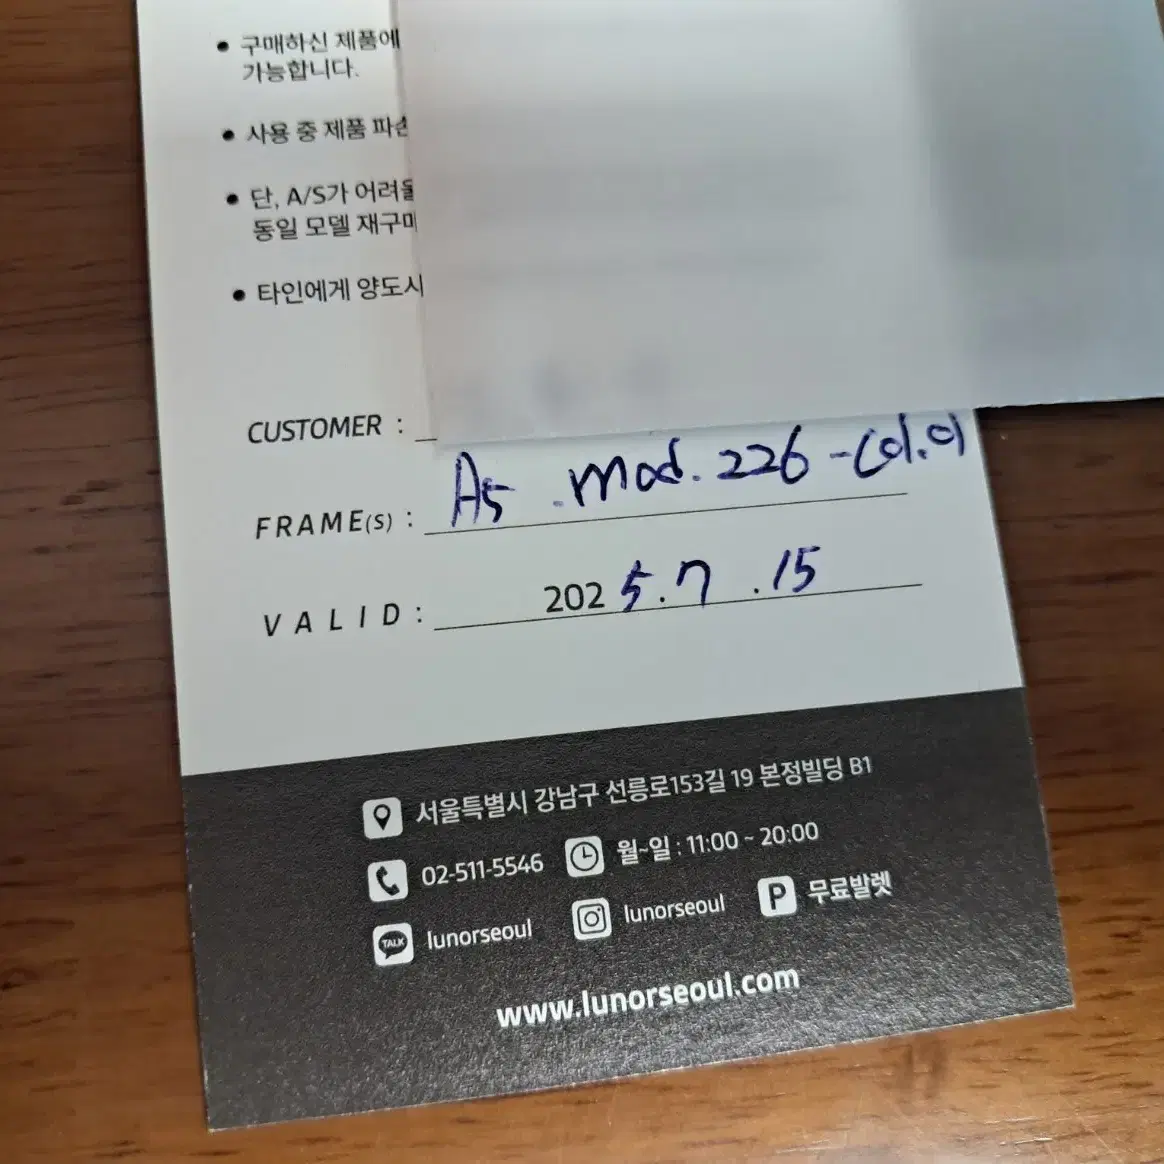 • 구매하신 제품에
가능합니다.
• 사용 중 제품 파손
• 단, A/S가 어려울
동일 모델 재구매
• 타인에게 양도시
CUSTOMER :
FRAME(S) : A5 .mod. 226 -Col.01
VALID : 2025.7 .15
서울특별시 강남구 선릉로153길 19 본정빌딩 B1
02-511-5546 월~일 : 11:00 ~ 20:00
TALK lunorseoul lunorseoul P 무료발렛
www.lunorseoul.com